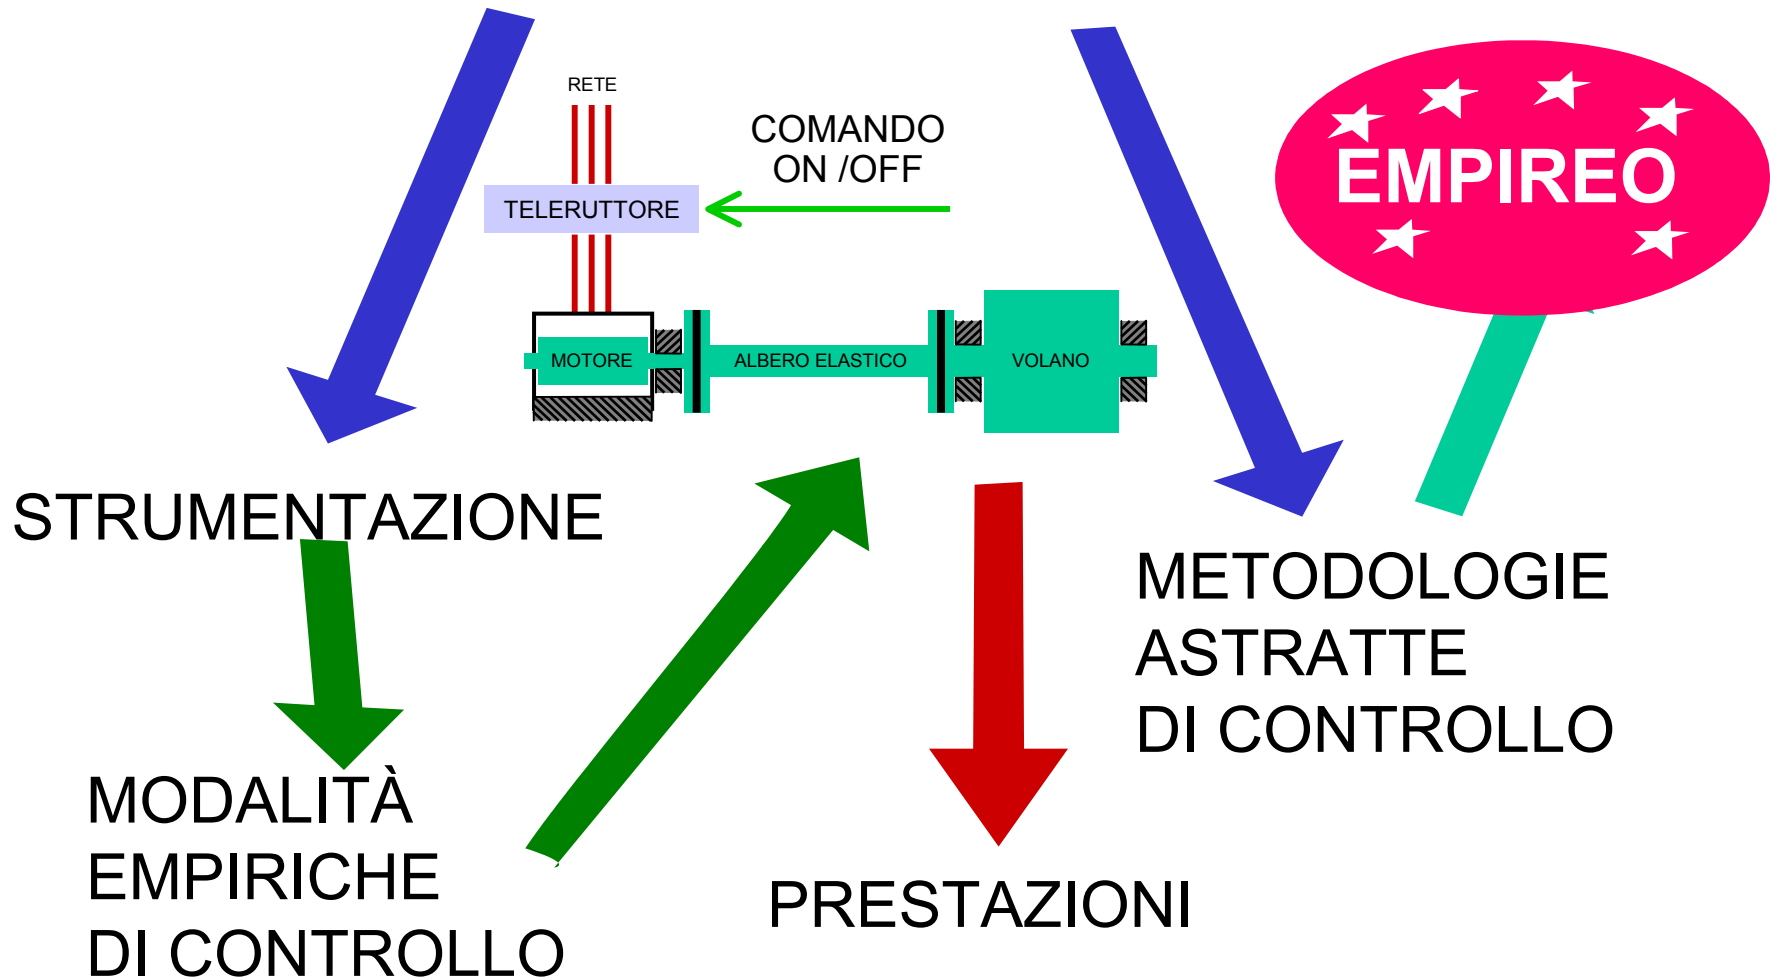 RETE
COMANDO
ON /OFF
EMPIREO
TELERUTTORE
MOTORE
ALBERO ELASTICO
VOLANO
STRUMENTAZIONE
METODOLOGIE
ASTRATTE
DI CONTROLLO
MODALITÀ
EMPIRICHE
DI CONTROLLO
PRESTAZIONI